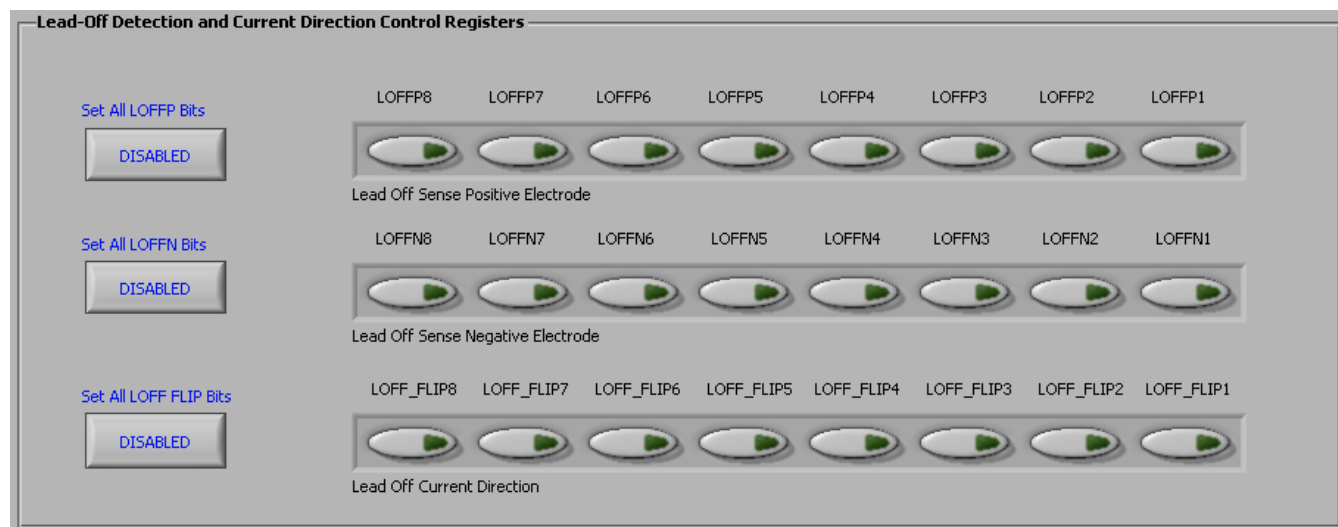 Lead-Off Detection and Current Direction Control Registers
Set All LOFFP Bits
DISABLED
LOFFP8 LOFFP7 LOFFP6 LOFFP5 LOFFP4 LOFFP3 LOFFP2 LOFFP1
Lead Off Sense Positive Electrode
Set All LOFFN Bits
DISABLED
LOFFN8 LOFFN7 LOFFN6 LOFFN5 LOFFN4 LOFFN3 LOFFN2 LOFFN1
Lead Off Sense Negative Electrode
Set All LOFF FLIP Bits
DISABLED
LOFF_FLIP8 LOFF_FLIP7 LOFF_FLIP6 LOFF_FLIP5 LOFF_FLIP4 LOFF_FLIP3 LOFF_FLIP2 LOFF_FLIP1
Lead Off Current Direction